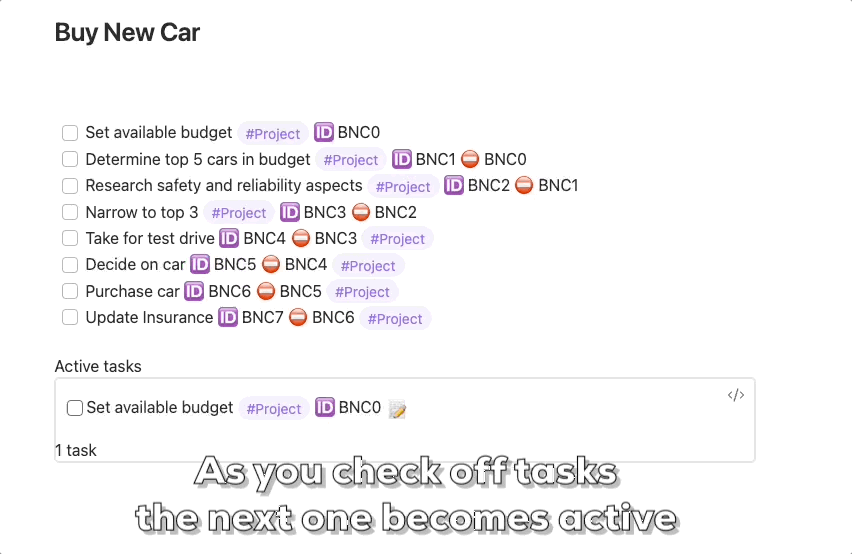 Buy New Car
Set available budget #Project 🆔 BNC0
Determine top 5 cars in budget #Project 🆔 BNC1 ⛔ BNC0
Research safety and reliability aspects #Project 🆔 BNC2 ⛔ BNC1
Narrow to top 3 #Project 🆔 BNC3 ⛔ BNC2
Take for test drive 🆔 BNC4 ⛔ BNC3 #Project
Decide on car 🆔 BNC5 ⛔ BNC4 #Project
Purchase car 🆔 BNC6 ⛔ BNC5 #Project
Update Insurance 🆔 BNC7 ⛔ BNC6 #Project
Active tasks
</>
Set available budget #Project 🆔 BNC0 📝
1 task
As you check off tasks
the next one becomes active